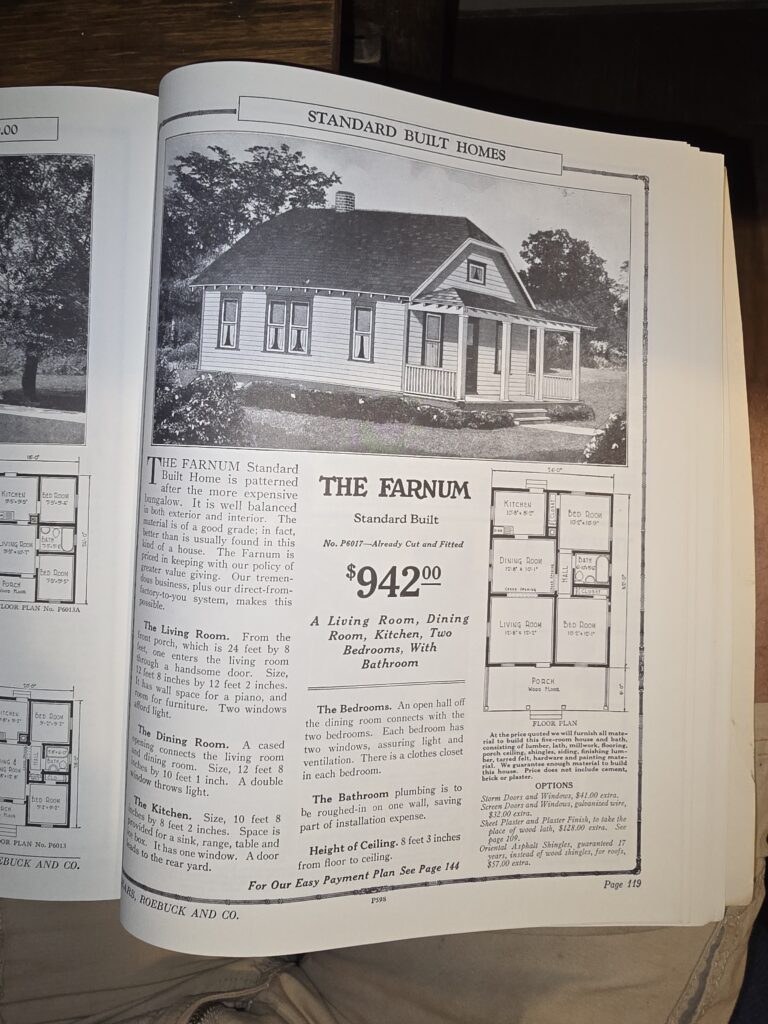 .00
STANDARD BUILT HOMES
THE FARNUM Standard
Built Home is patterned
after the more expensive
bungalow. It is well balanced
in both exterior and interior. The
material is of a good grade; in fact,
better than is usually found in this
kind of a house. The Farnum is
priced in keeping with our policy of
greater value giving. Our tremen-
dous business, plus our direct-from-
factory-to-you system, makes this
possible.
The Living Room. From the
front porch, which is 24 feet by 8
feet, one enters the living room
through a handsome door. Size,
12 feet 8 inches by 12 feet 2 inches.
It has wall space for a piano, and
room for furniture. Two windows
afford light.
The Dining Room. A cased
opening connects the living room
and dining room. Size, 12 feet 8
inches by 10 feet 1 inch. A double
window throws light.
The Kitchen. Size, 10 feet 8
inches by 8 feet 2 inches. Space is
provided for a sink, range, table and
ice box. It has one window. A door
leads to the rear yard.
THE FARNUM
Standard Built
No. P6017—Already Cut and Fitted
$94200
A Living Room, Dining
Room, Kitchen, Two
Bedrooms, With
Bathroom
The Bedrooms. An open hall off
the dining room connects with the
two bedrooms. Each bedroom has
two windows, assuring light and
ventilation. There is a clothes closet
in each bedroom.
The Bathroom plumbing is to
be roughed-in on one wall, saving
part of installation expense.
Height of Ceiling. 8 feet 3 inches
from floor to ceiling.
For Our Easy Payment Plan See Page 144
KITCHEN
10'-8" x 8'-2"
BED ROOM
DINING ROOM
12'-8" x 10'-1"
BATH
HALL
CLOSET
CASED OPENING
LIVING ROOM
12'-8" x 12'-2"
BED ROOM
PORCH
WOOD FLOOR
FLOOR PLAN
At the price quoted we will furnish all mate-
rial to build this five-room house and bath,
consisting of lumber, lath, millwork, flooring,
porch ceiling, shingles, siding, finishing lum-
ber, tarred felt, hardware and painting mate-
rial. We guarantee enough material to build
this house. Price does not include cement,
brick or plaster.
OPTIONS
Storm Doors and Windows, $41.00 extra.
Screen Doors and Windows, galvanized wire,
$32.00 extra.
Sheet Plaster and Plaster Finish, to take the
place of wood lath, $128.00 extra. See
page 109.
Oriental Asphalt Shingles, guaranteed 17
years, instead of wood shingles, for roofs,
$57.00 extra.
ROEBUCK AND CO.
P598
Page 119
KITCHEN
BED ROOM
LIVING ROOM
BATH
BED ROOM
PORCH
FLOOR PLAN No. P6013A
BED ROOM
HALL
BATH
BED ROOM
PLAN No. P6013
ROEBUCK AND CO.